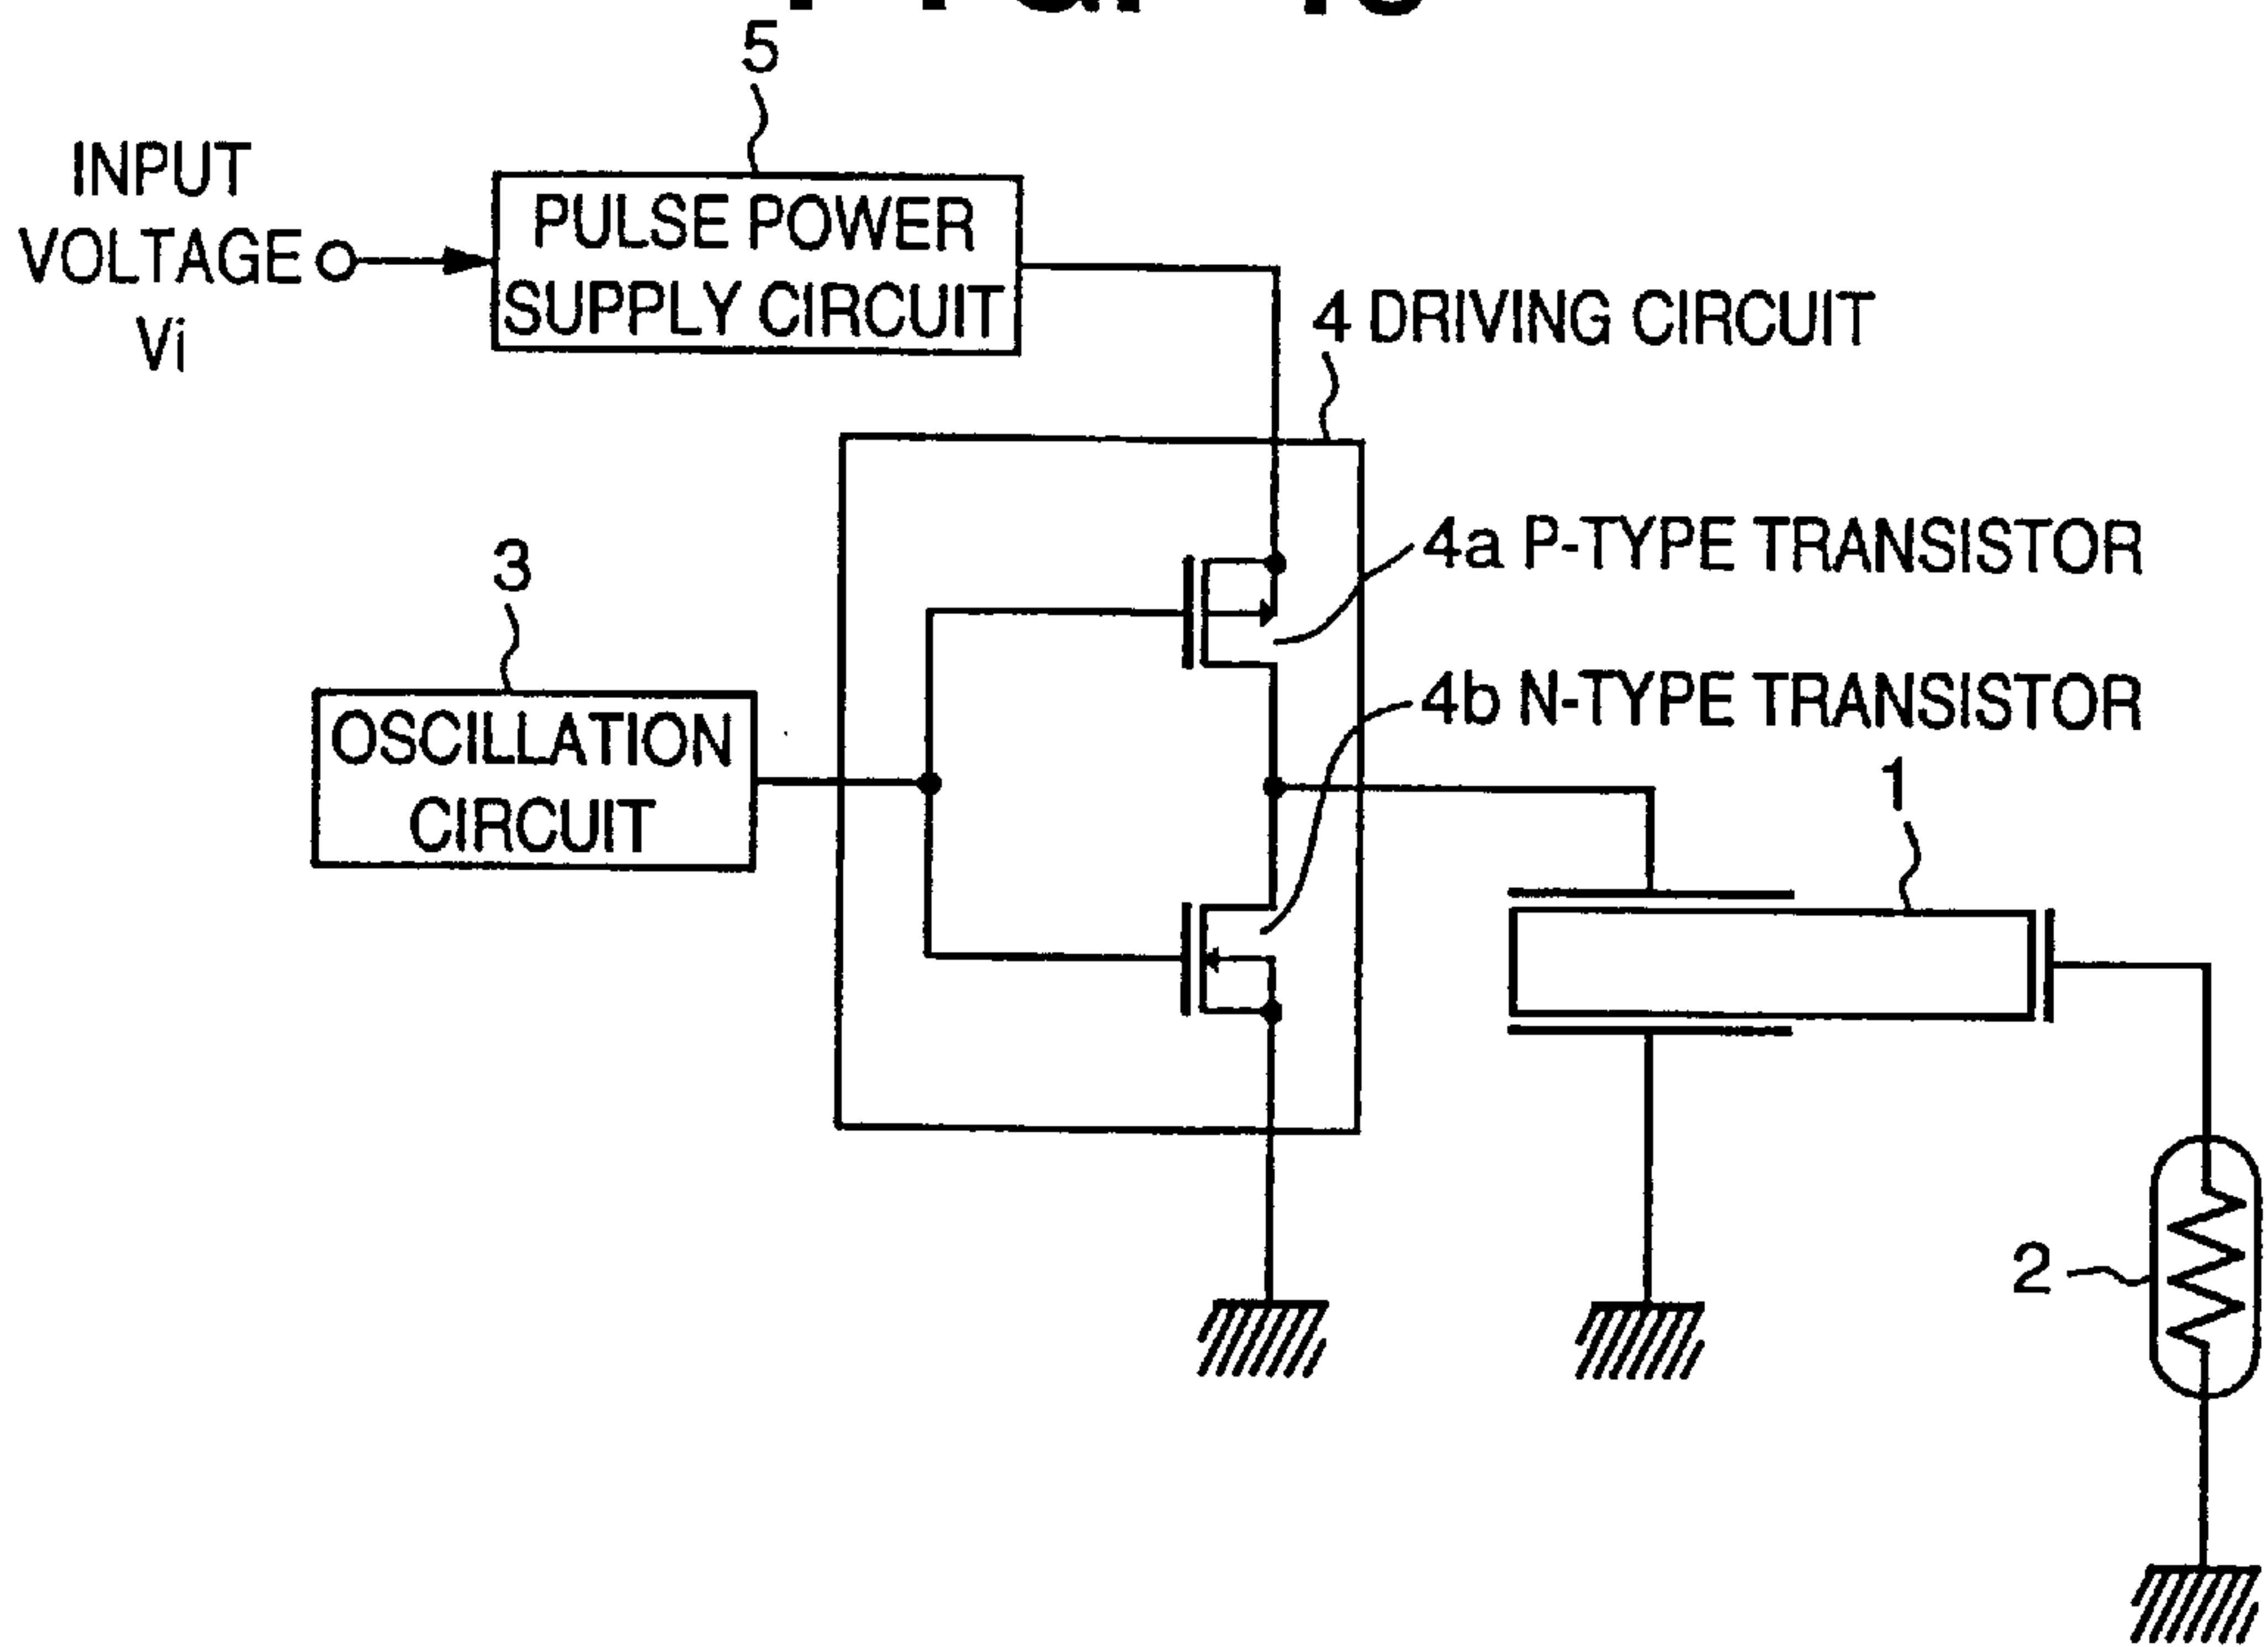 5
INPUT
VOLTAGE
Vi
PULSE POWER
SUPPLY CIRCUIT
4 DRIVING CIRCUIT
4a P-TYPE TRANSISTOR
3
4b N-TYPE TRANSISTOR
OSCILLATION
CIRCUIT
1
2